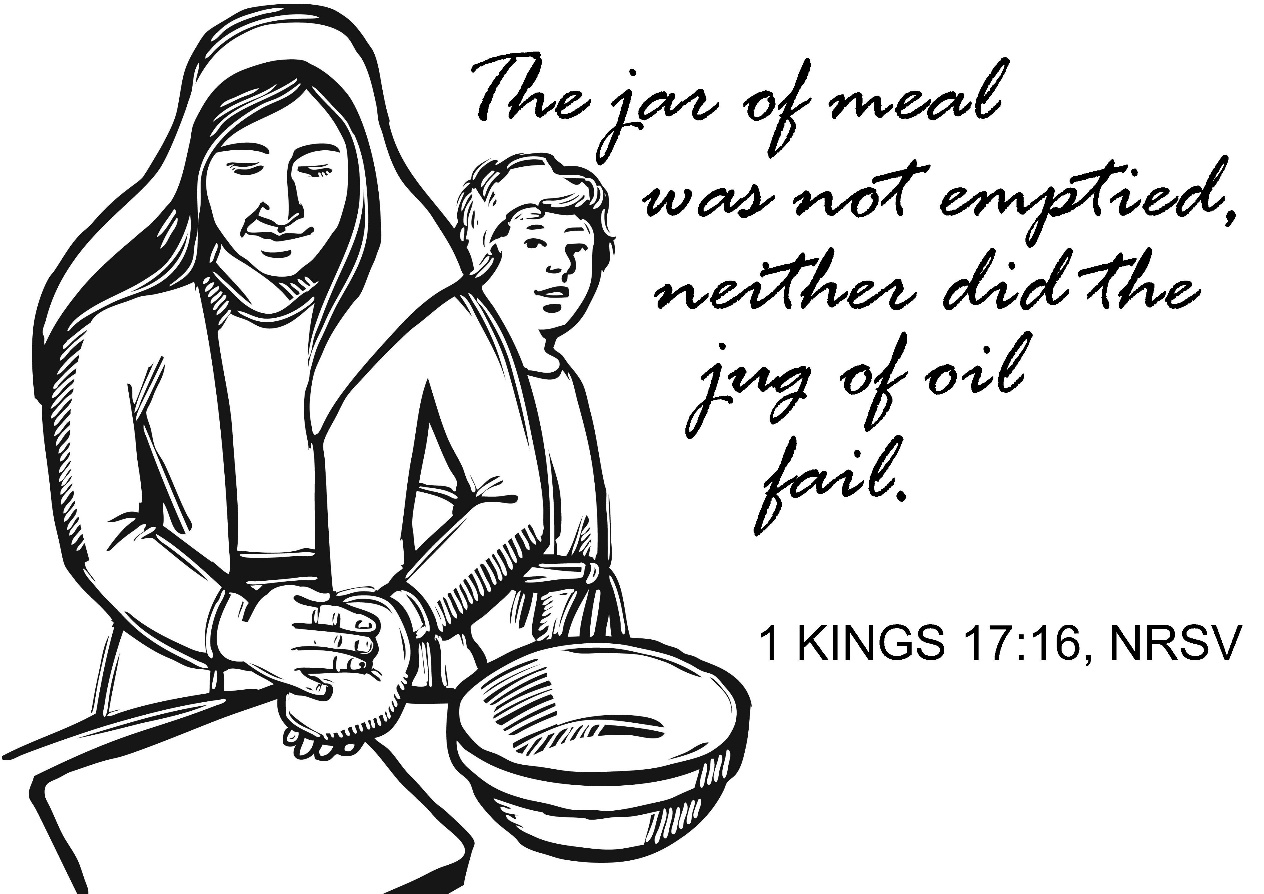 The jar of meal
was not emptied,
neither did the
jug of oil
fail.
1 KINGS 17:16, NRSV